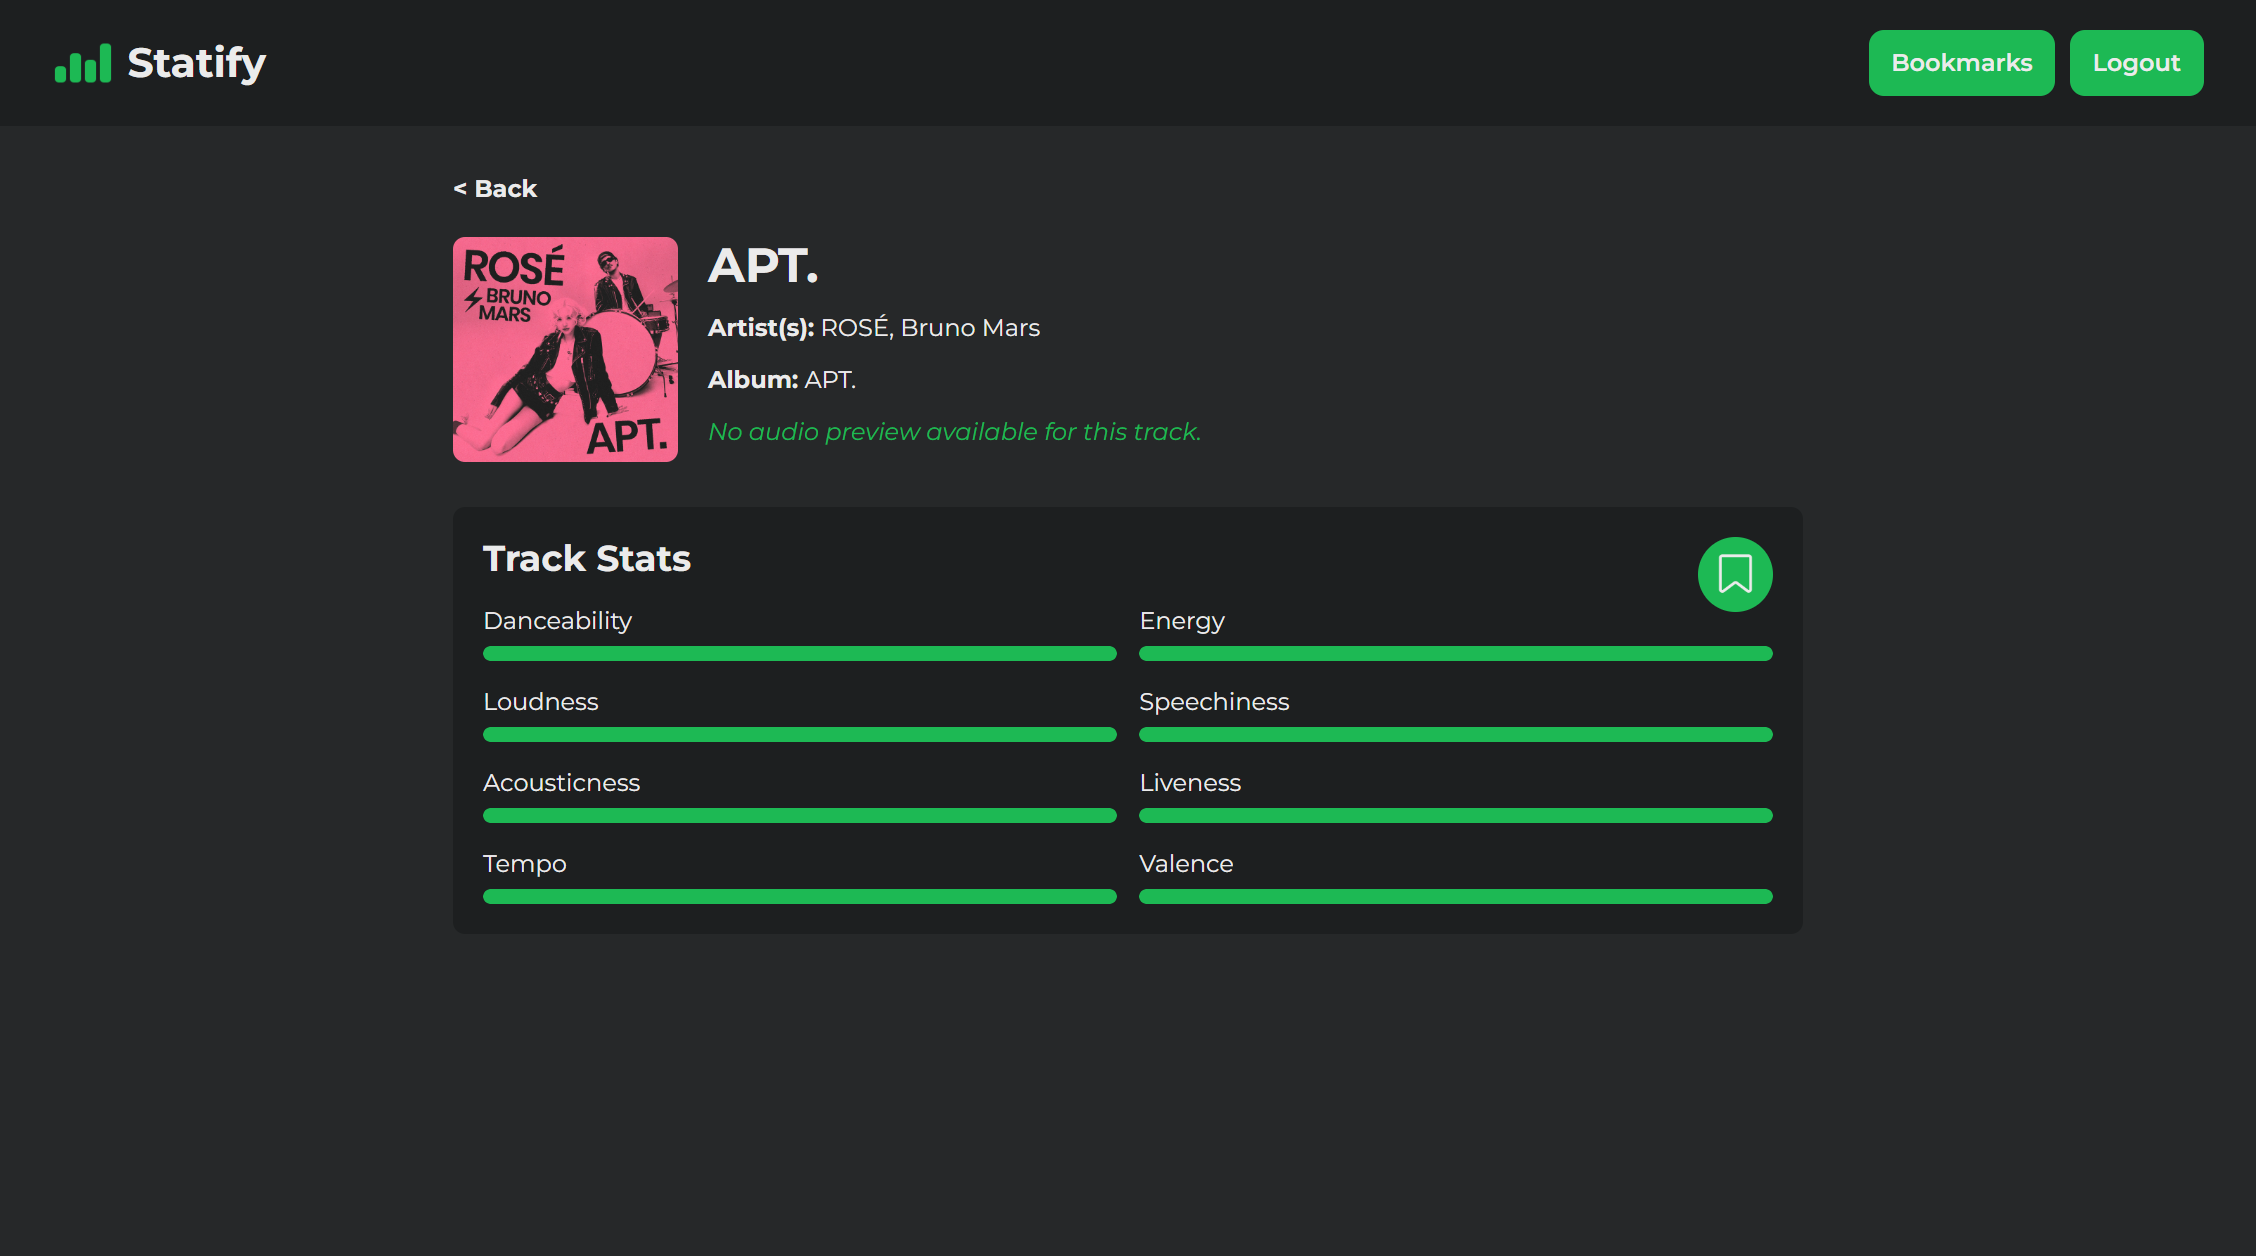 Statify
Bookmarks
Logout
< Back
ROSÉ
BRUNO
MARS
APT.
APT.
Artist(s): ROSÉ, Bruno Mars
Album: APT.
No audio preview available for this track.
Track Stats
Danceability
Energy
Loudness
Speechiness
Acousticness
Liveness
Tempo
Valence